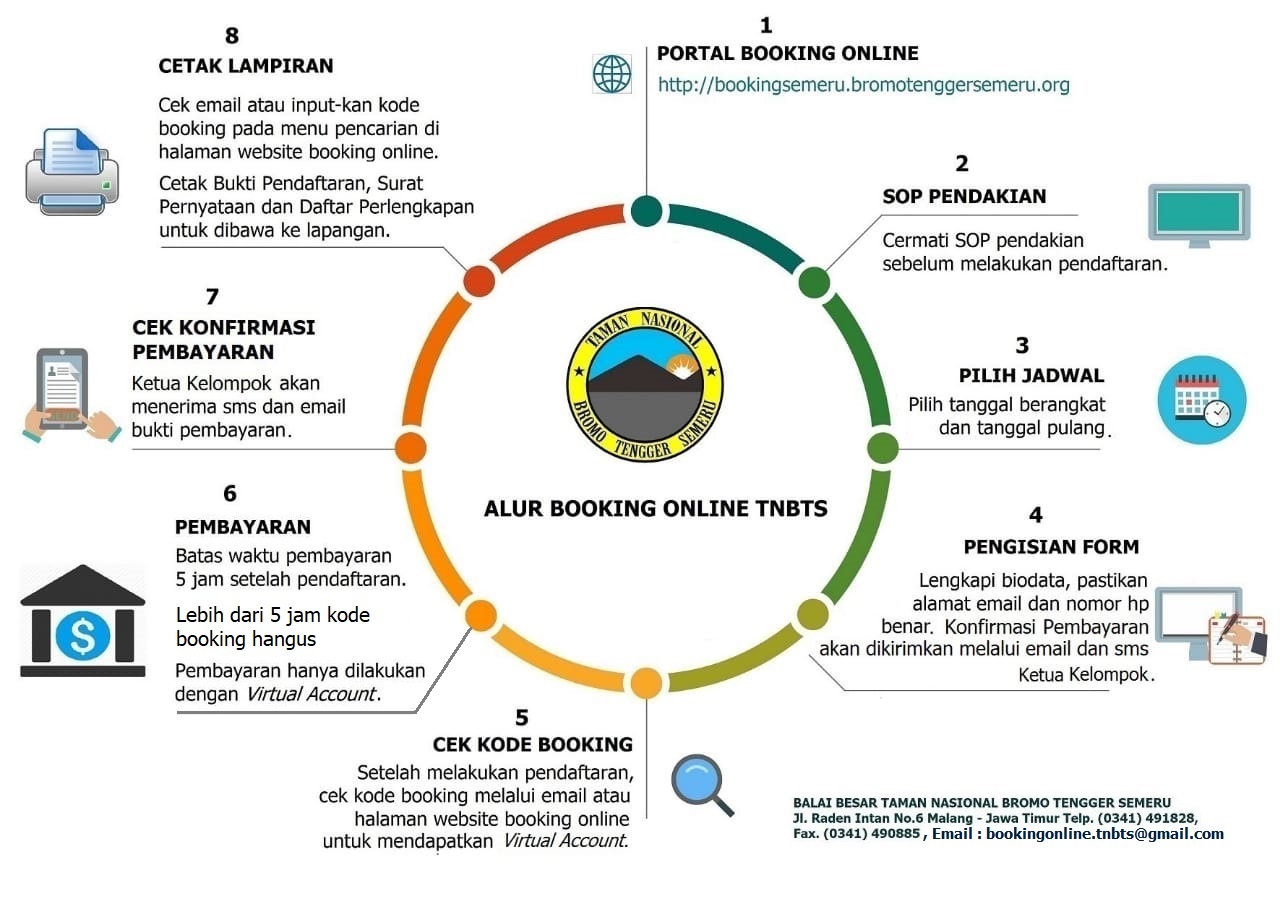 1
PORTAL BOOKING ONLINE
http://bookingsemeru.bromotenggersemeru.org
2
SOP PENDAKIAN
Cermati SOP pendakian
sebelum melakukan pendaftaran.
3
PILIH JADWAL
Pilih tanggal berangkat
dan tanggal pulang.
4
PENGISIAN FORM
Lengkapi biodata, pastikan
alamat email dan nomor hp
benar. Konfirmasi Pembayaran
akan dikirimkan melalui email dan sms
Ketua Kelompok.
5
CEK KODE BOOKING
Setelah melakukan pendaftaran,
cek kode booking melalui email atau
halaman website booking online
untuk mendapatkan Virtual Account.
6
PEMBAYARAN
Batas waktu pembayaran
5 jam setelah pendaftaran.
Lebih dari 5 jam kode
booking hangus
Pembayaran hanya dilakukan
dengan Virtual Account.
$
7
CEK KONFIRMASI
PEMBAYARAN
Ketua Kelompok akan
menerima sms dan email
bukti pembayaran.
8
CETAK LAMPIRAN
Cek email atau input-kan kode
booking pada menu pencarian di
halaman website booking online.
Cetak Bukti Pendaftaran, Surat
Pernyataan dan Daftar Perlengkapan
untuk dibawa ke lapangan.
TAMAN NASIONAL
BROMO TENGGER SEMERU
ALUR BOOKING ONLINE TNBTS
BALAI BESAR TAMAN NASIONAL BROMO TENGGER SEMERU
Jl. Raden Intan No.6 Malang - Jawa Timur Telp. (0341) 491828,
Fax. (0341) 490885 , Email : bookingonline.tnbts@gmail.com